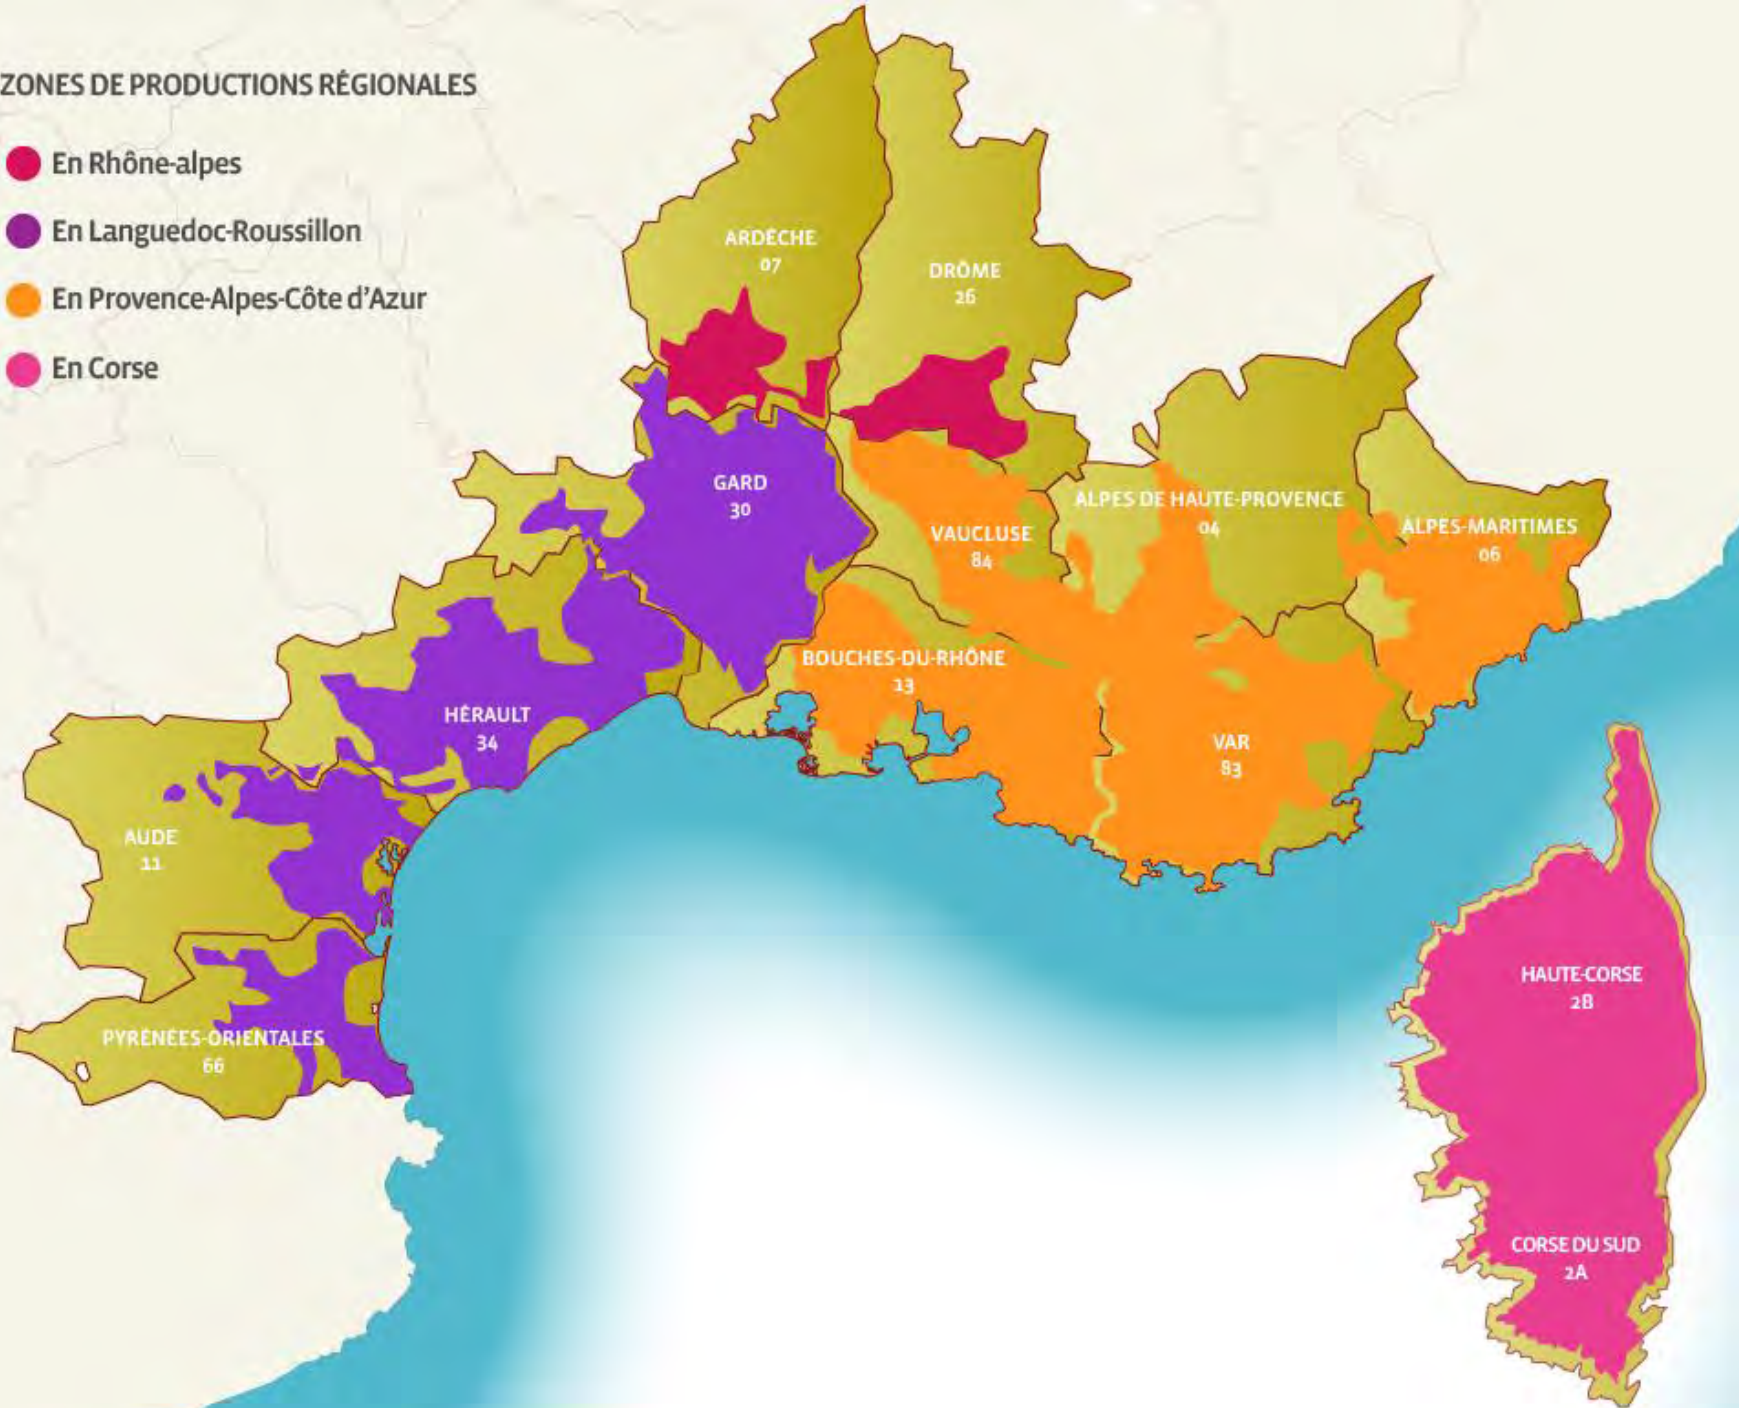 ZONES DE PRODUCTIONS RÉGIONALES
En Rhône-alpes
En Languedoc-Roussillon
En Provence-Alpes-Côte d'Azur
En Corse
ARDÈCHE
07
DRÔME
26
GARD
30
VAUCLUSE
84
ALPES DE HAUTE-PROVENCE
04
ALPES-MARITIMES
06
BOUCHES-DU-RHÔNE
13
HÉRAULT
34
VAR
83
AUDE
11
PYRÉNÉES-ORIENTALES
66
HAUTE-CORSE
2B
CORSE DU SUD
2A